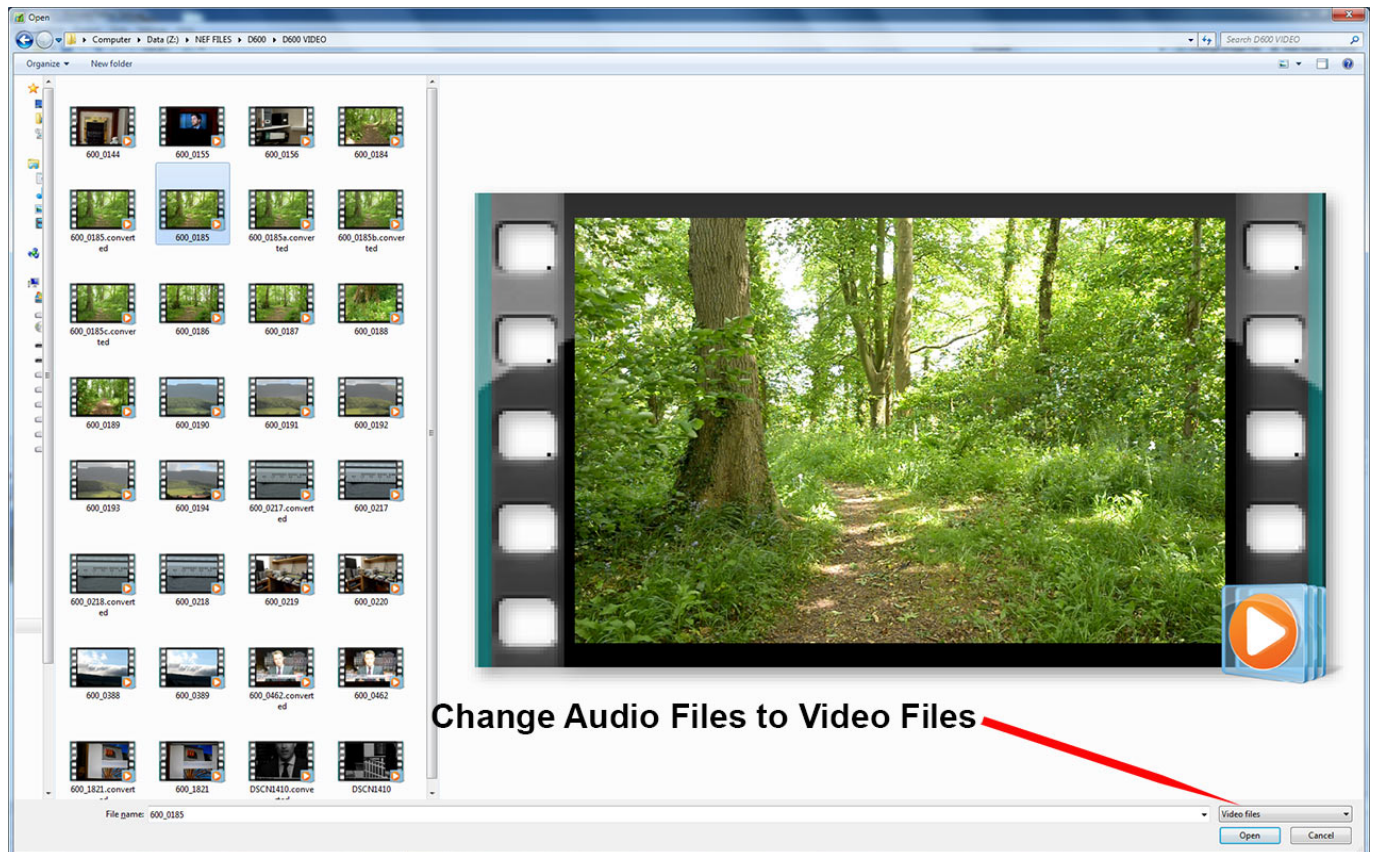 Open
Computer ▸ Data (Z:) ▸ NEF FILES ▸ D600 ▸ D600 VIDEO
Search D600 VIDEO
Organize
New folder
600_0144
600_0155
600_0156
600_0184
600_0185.convert
ed
600_0185
600_0185a.conver
ted
600_0185b.conver
ted
600_0185c.conver
ted
600_0186
600_0187
600_0188
600_0189
600_0190
600_0191
600_0192
600_0193
600_0194
600_0217.convert
ed
600_0217
600_0218.convert
ed
600_0218
600_0219
600_0220
600_0388
600_0389
600_0462.convert
ed
600_0462
600_1821.convert
600_1821
DSCN1410.conve
DSCN1410
Change Audio Files to Video Files
File name: 600_0185
Video files
Open
Cancel